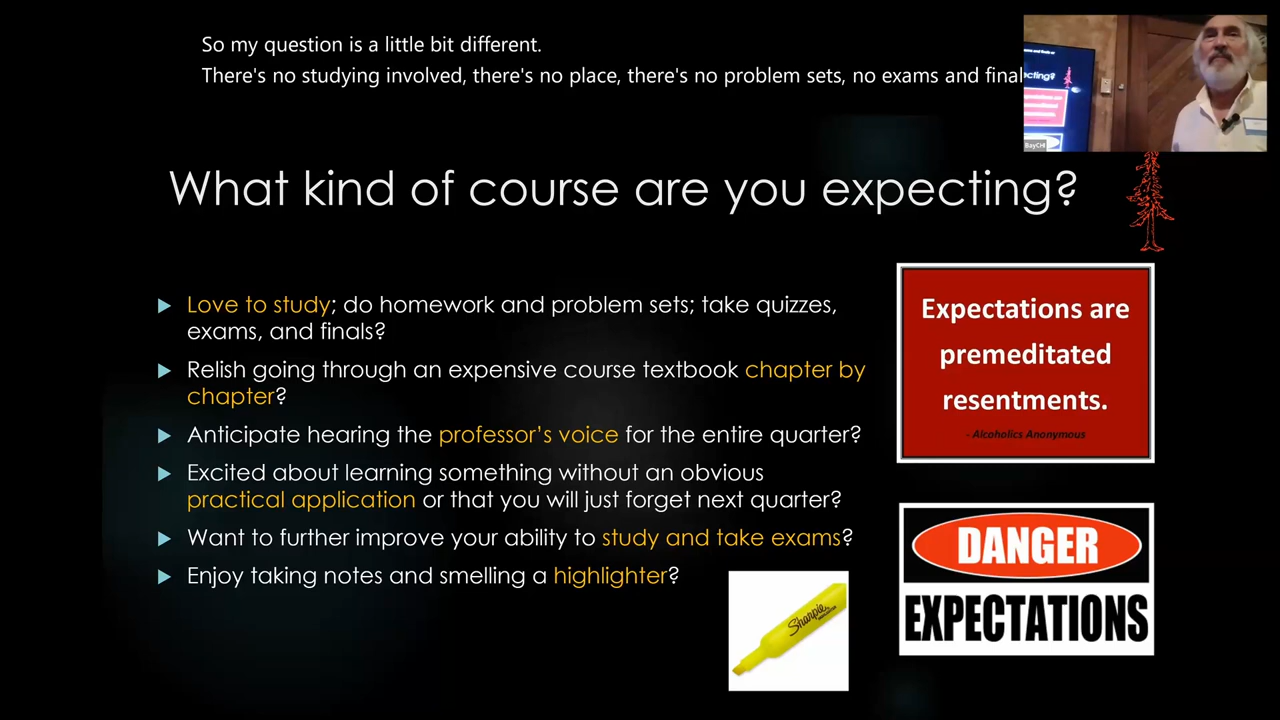 So my question is a little bit different.
There's no studying involved, there's no place, there's no problem sets, no exams and final
What kind of course are you expecting?
Love to study; do homework and problem sets; take quizzes,
exams, and finals?
Relish going through an expensive course textbook chapter by
chapter?
Anticipate hearing the professor's voice for the entire quarter?
Excited about learning something without an obvious
practical application or that you will just forget next quarter?
Want to further improve your ability to study and take exams?
Enjoy taking notes and smelling a highlighter?
Expectations are
premeditated
resentments.
- Alcoholics Anonymous
DANGER
EXPECTATIONS
Sharpie
BayCHI